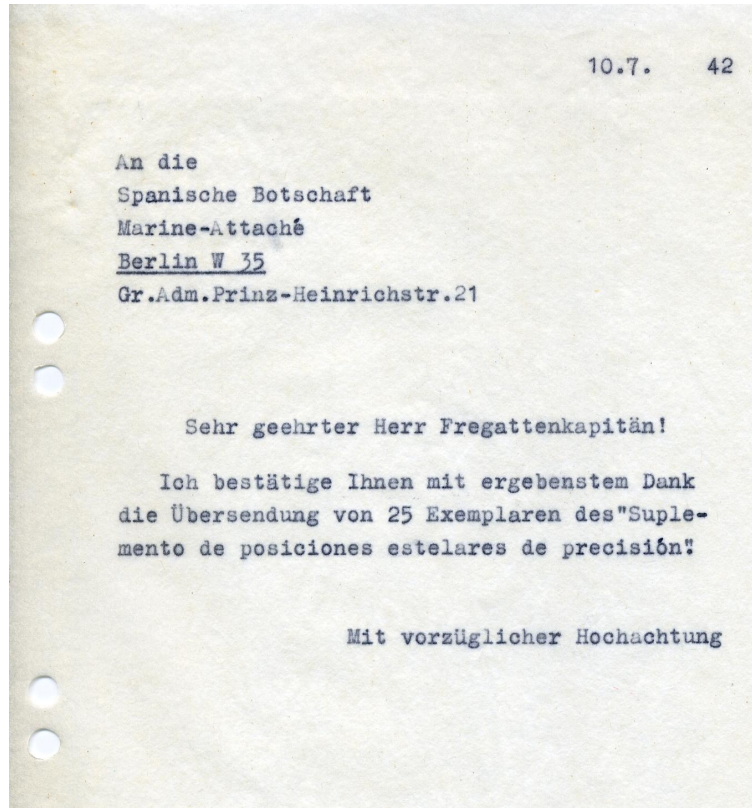 10.7. 42
An die
Spanische Botschaft
Marine-Attaché
Berlin W 35
Gr.Adm.Prinz-Heinrichstr.21
Sehr geehrter Herr Fregattenkapitän!
Ich bestätige Ihnen mit ergebenstem Dank
die Übersendung von 25 Exemplaren des"Suple-
mento de posiciones estelares de precisión".
Mit vorzüglicher Hochachtung